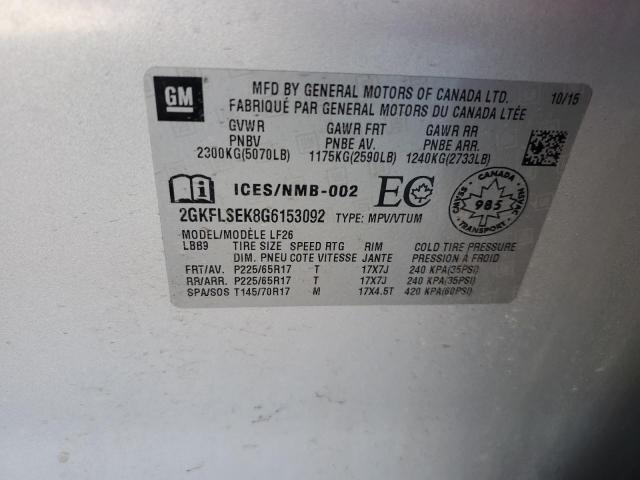 GM
MFD BY GENERAL MOTORS OF CANADA LTD. 10/15
FABRIQUÉ PAR GENERAL MOTORS DU CANADA LTÉE
GVWR GAWR FRT GAWR RR
PNBV PNBE AV. PNBE ARR.
2300KG(5070LB) 1175KG(2590LB) 1240KG(2733LB)
ICES/NMB-002 EC
CANADA
CMVSS NSVAC
985
TRANSPORT
2GKFLSEK8G6153092 TYPE: MPV/VTUM
MODEL/MODÈLE LF26
LBB9 TIRE SIZE SPEED RTG RIM COLD TIRE PRESSURE
DIM. PNEU COTE VITESSE JANTE PRESSION A FROID
FRT/AV. P225/65R17 T 17X7J 240 KPA(35PSI)
RR/ARR. P225/65R17 T 17X7J 240 KPA(35PSI)
SPA/SOS T145/70R17 M 17X4.5T 420 KPA(60PSI)